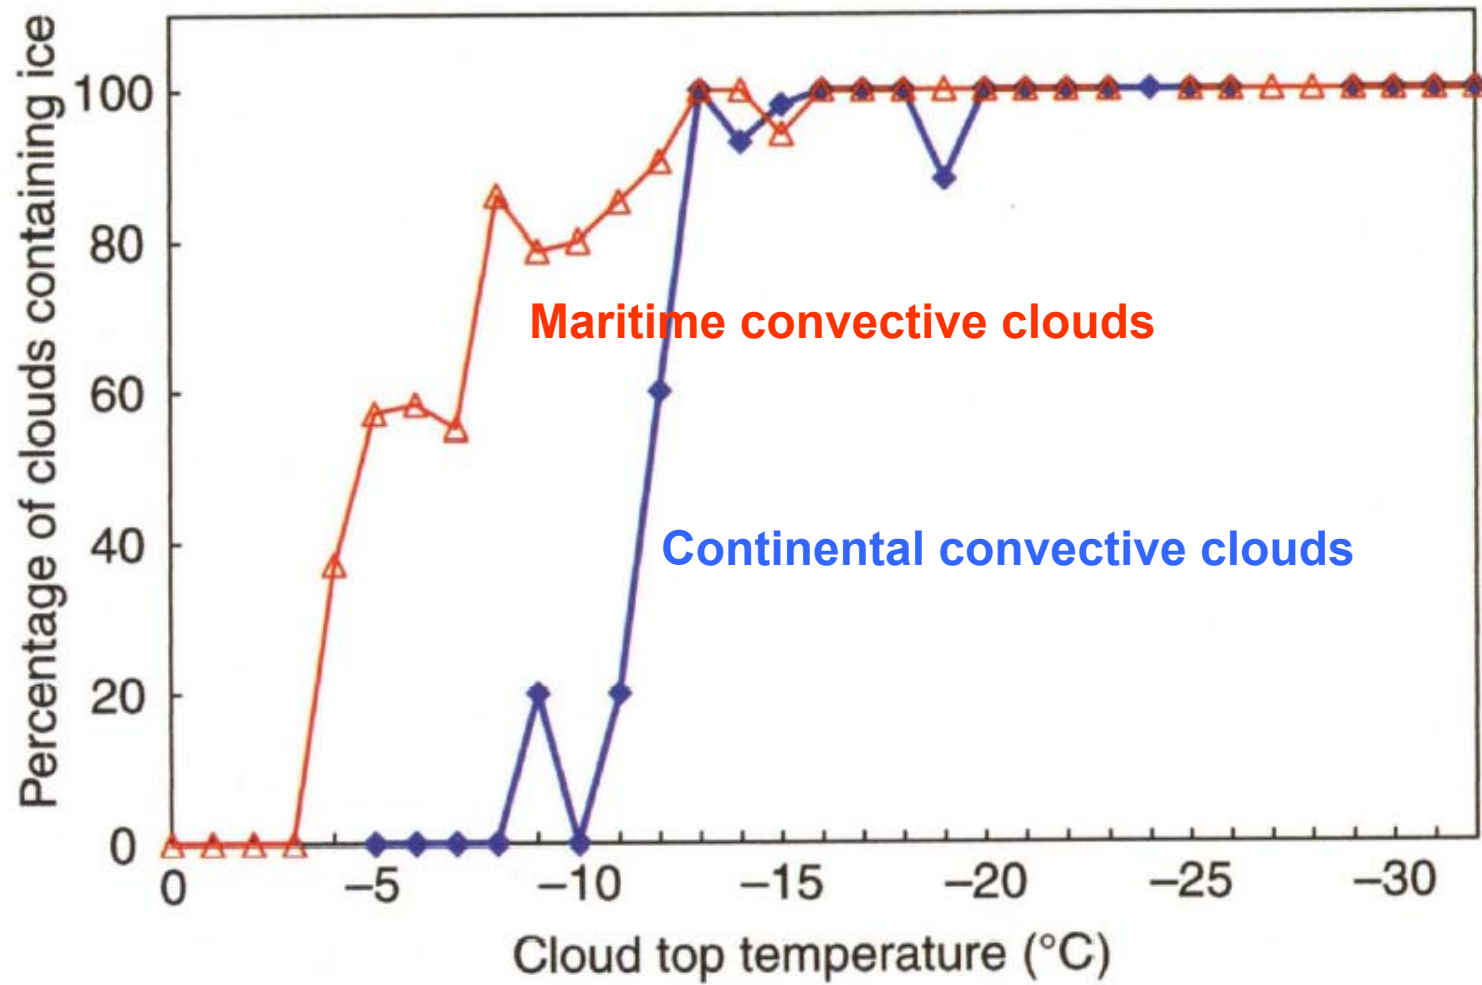 Percentage of clouds containing ice
100
80
60
40
20
0
Maritime convective clouds
Continental convective clouds
0 –5 –10 –15 –20 –25 –30
Cloud top temperature (°C)